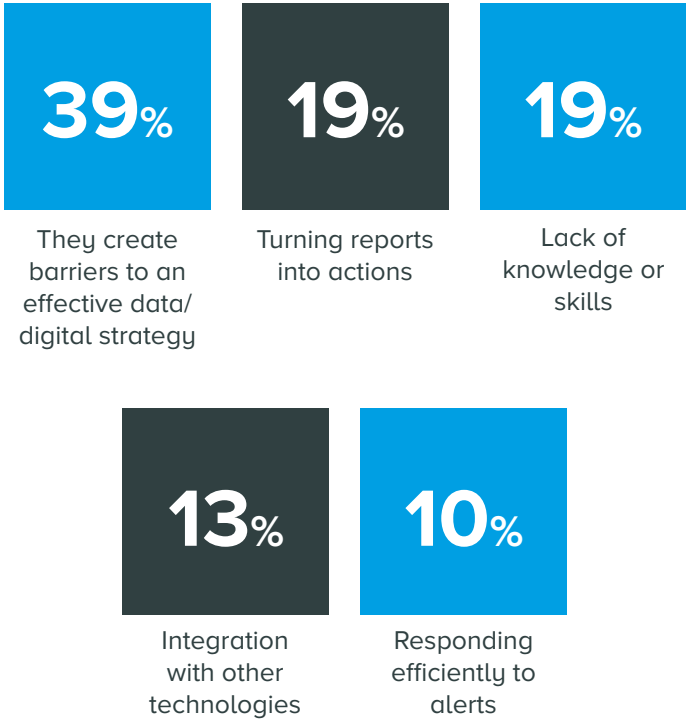 39%
They create
barriers to an
effective data/
digital strategy
19%
Turning reports
into actions
19%
Lack of
knowledge or
skills
13%
Integration
with other
technologies
10%
Responding
efficiently to
alerts